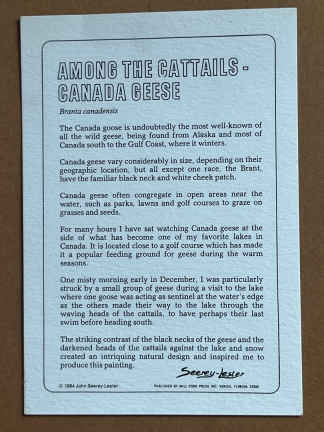 AMONG THE CATTAILS -
CANADA GEESE
Branta canadensis
The Canada goose is undoubtedly the most well-known of
all the wild geese, being found from Alaska and most of
Canada south to the Gulf Coast, where it winters.
Canada geese vary considerably in size, depending on their
geographic location, but all except one race, the Brant,
have the familiar black neck and white cheek patch.
Canada geese often congregate in open areas near the
water, such as parks, lawns and golf courses to graze on
grasses and seeds.
For many hours I have sat watching Canada geese at the
side of what has become one of my favorite lakes in
Canada. It is located close to a golf course which has made
it a popular feeding ground for geese during the warm
seasons.
One misty morning early in December, I was particularly
struck by a small group of geese during a visit to the lake
where one goose was acting as sentinel at the water's edge
as the others made their way to the lake through the
waving heads of the cattails, to have perhaps their last
swim before heading south.
The striking contrast of the black necks of the geese and the
darkened heads of the cattails against the lake and snow
created an intriguing natural design and inspired me to
produce this painting.
Seerey-Lester
© 1984 John Seerey-Lester
PUBLISHED BY MILL POND PRESS INC. VENICE, FLORIDA